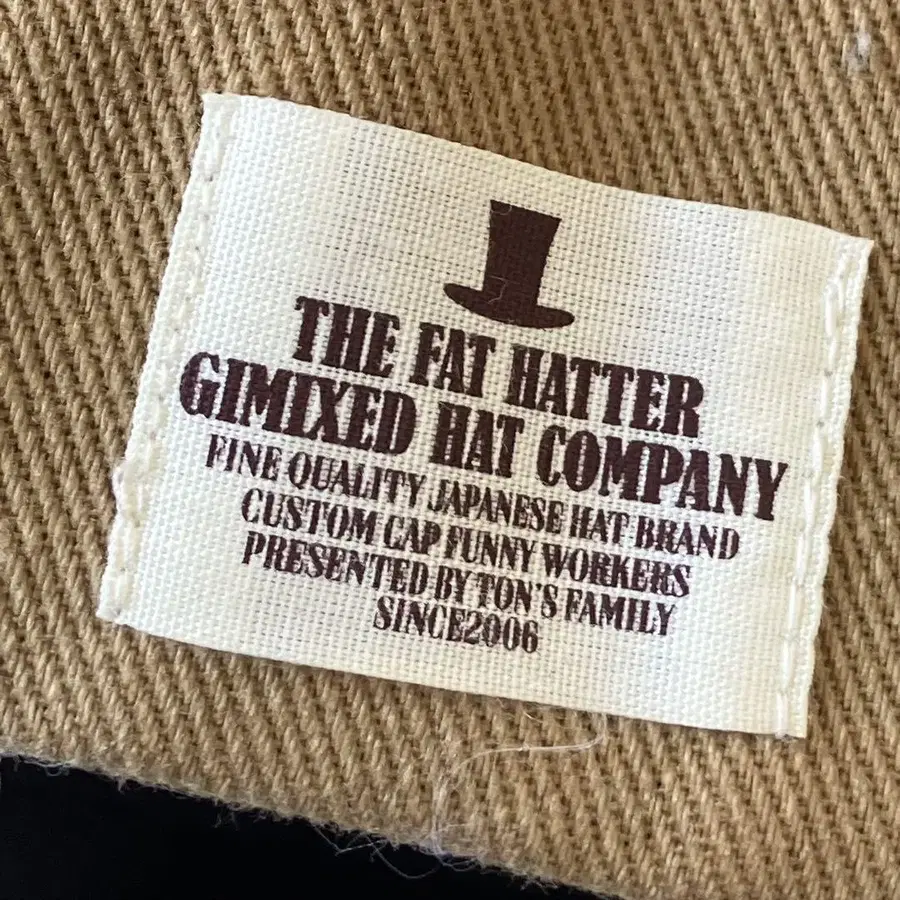 THE FAT HATTER
GIMIXED HAT COMPANY
FINE QUALITY JAPANESE HAT BRAND
CUSTOM CAP FUNNY WORKERS
PRESENTED BY TON'S FAMILY
SINCE2006